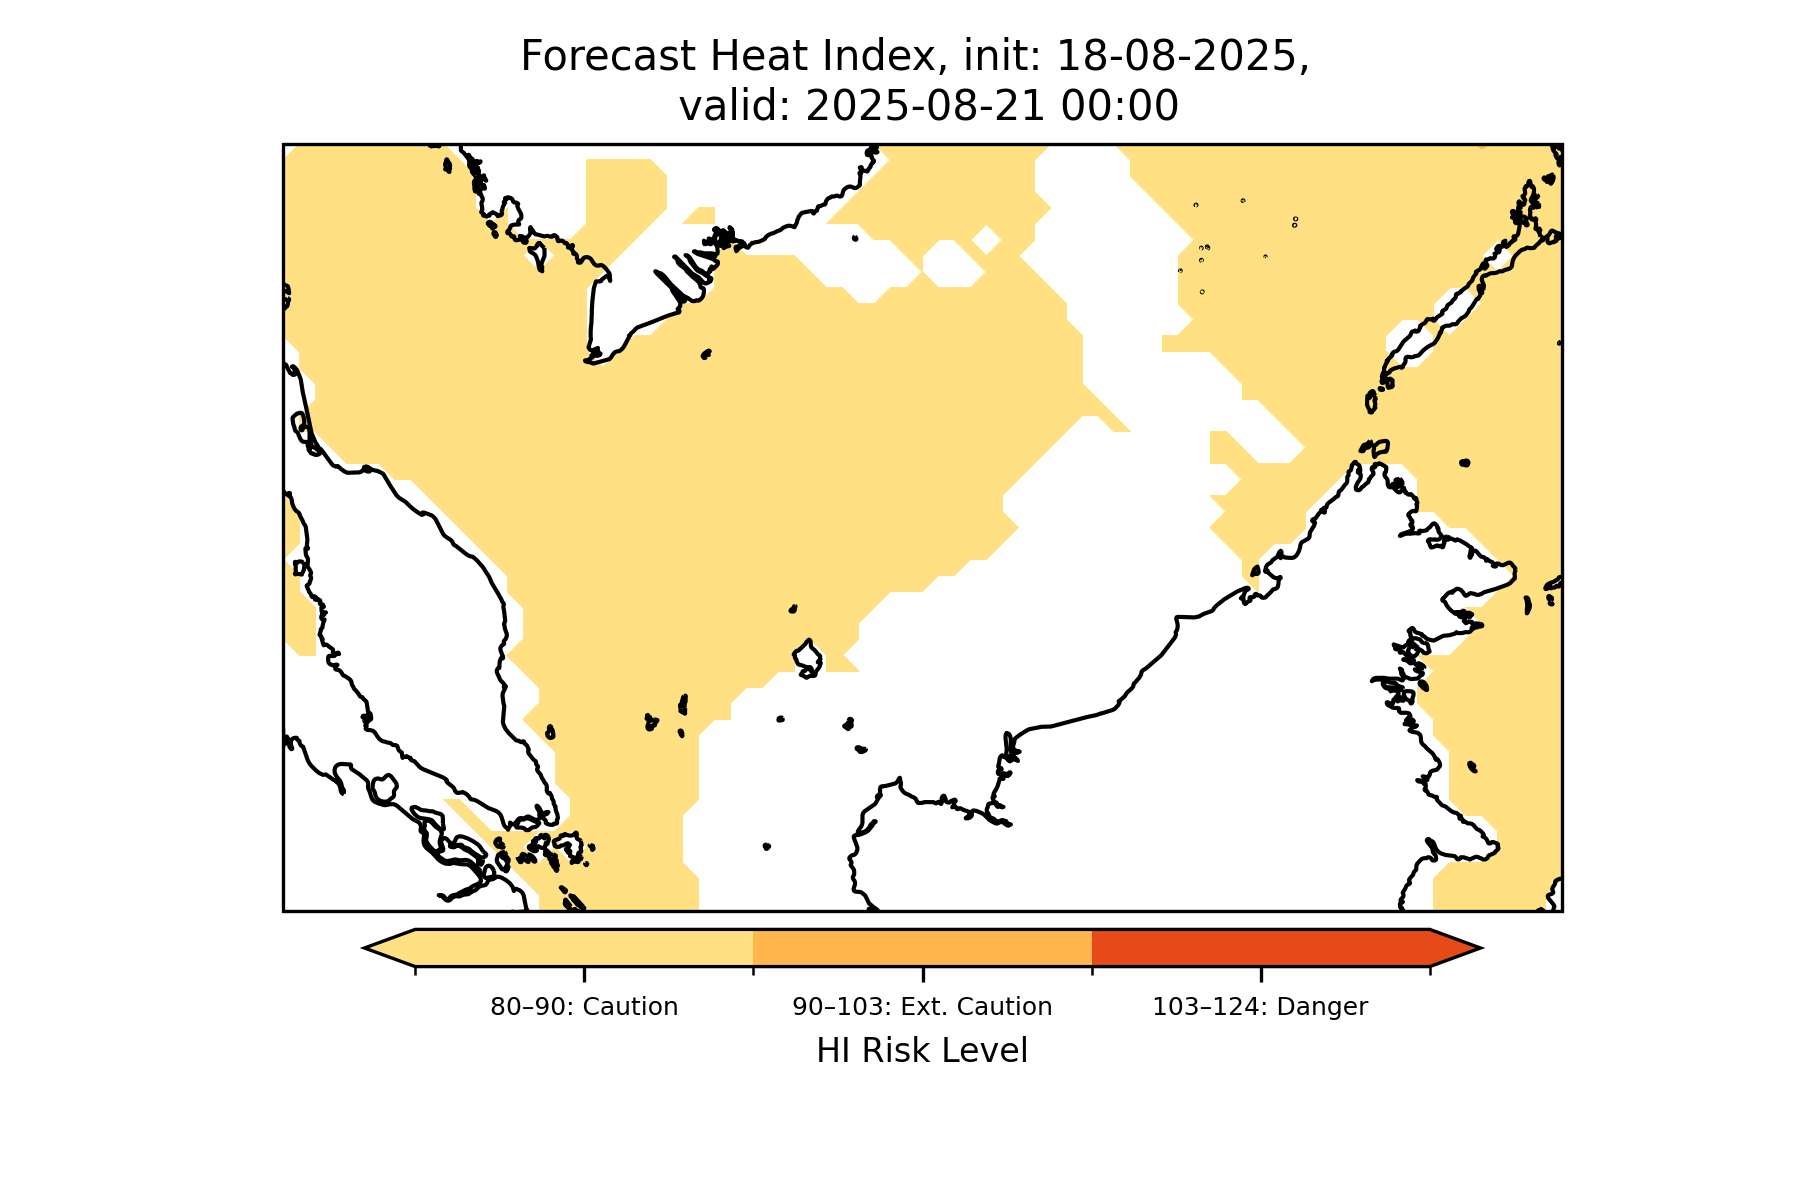 Forecast Heat Index, init: 18-08-2025,
valid: 2025-08-21 00:00
80–90: Caution
90–103: Ext. Caution
103–124: Danger
HI Risk Level